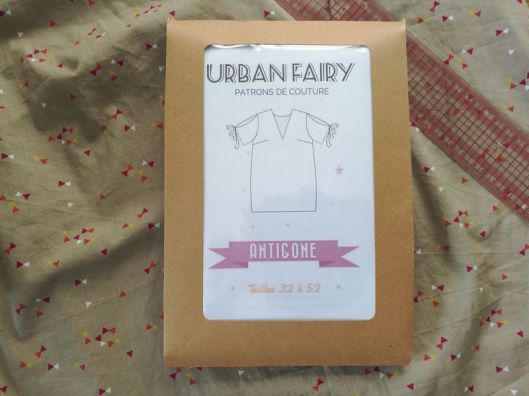 URBAN FAIRY
PATRONS DE COUTURE
ANTIGONE
Tailles 32 à 52